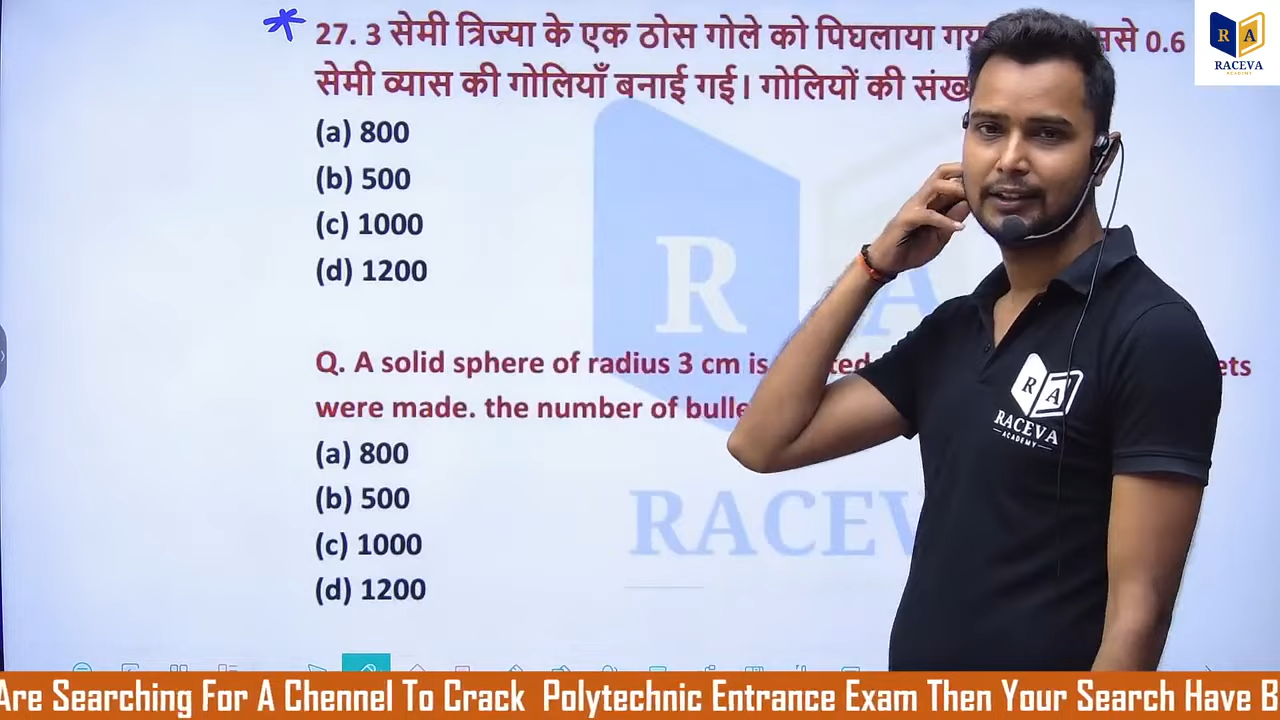 27. 3 सेमी त्रिज्या के एक ठोस गोले को पिघलाया 0.6
सेमी व्यास की गोलियाँ बनाई गई। गोलियों की
(a) 800
(b) 500
(c) 1000
(d) 1200
Q. A solid sphere of radius 3 cm is
were made. the number of
(a) 800
(b) 500
(c) 1000
(d) 1200
R A
RACEVA
R A
RACEVA
ACADEMY
R A
RACEVA
ACADEMY
Are Searching For A Chennel To Crack Polytechnic Entrance Exam Then Your Search Have